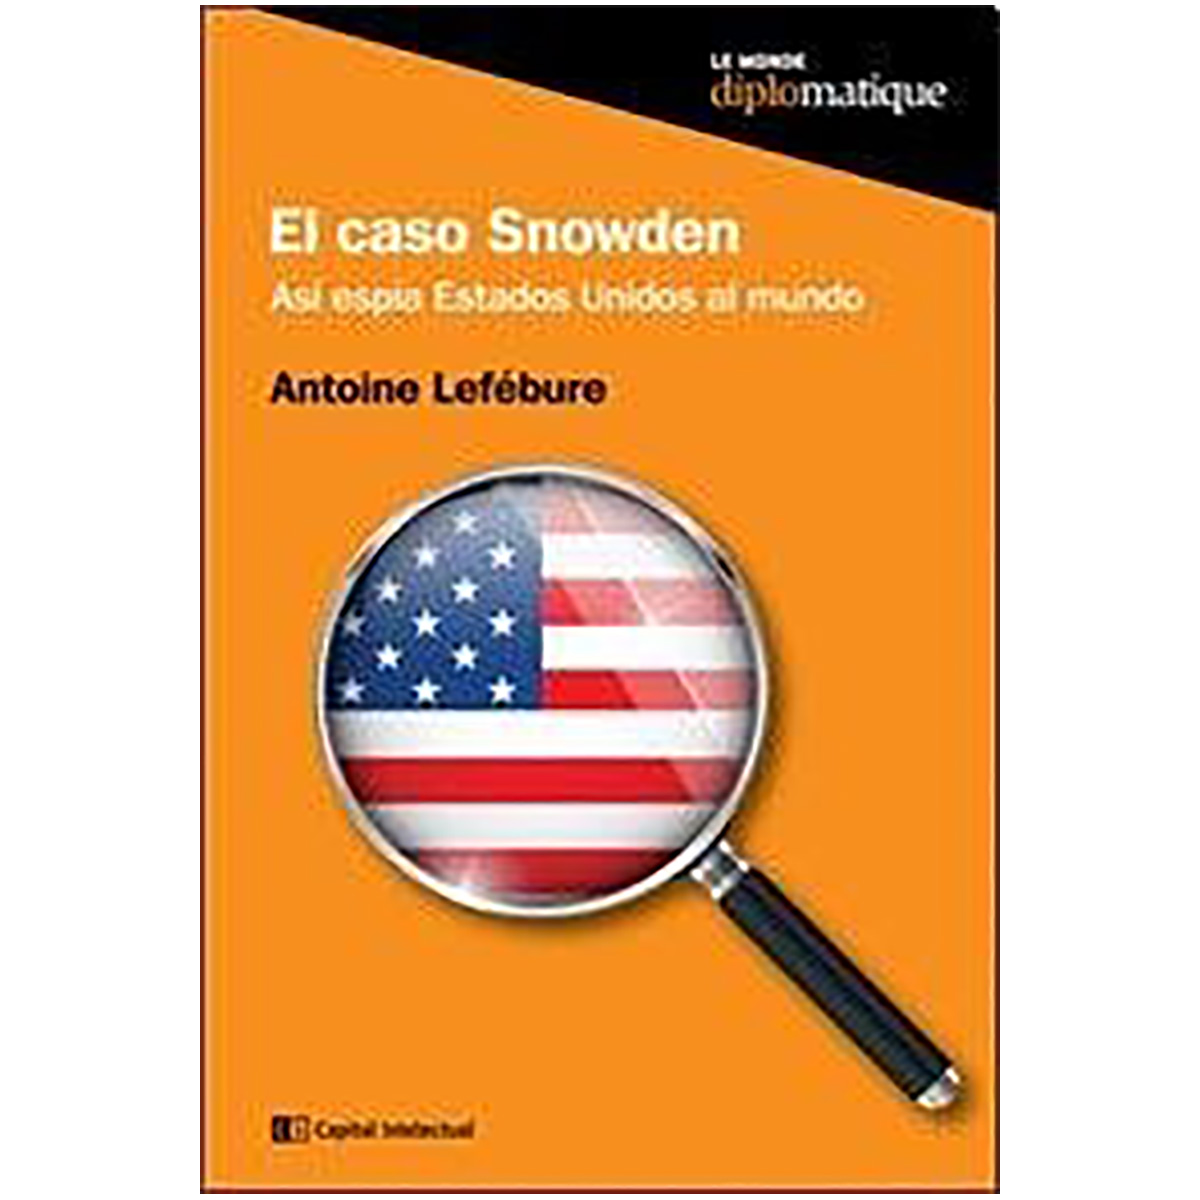 LE MONDE
diplomatique
El caso Snowden
Así espía Estados Unidos al mundo
Antoine Lefébure
Capital Intelectual